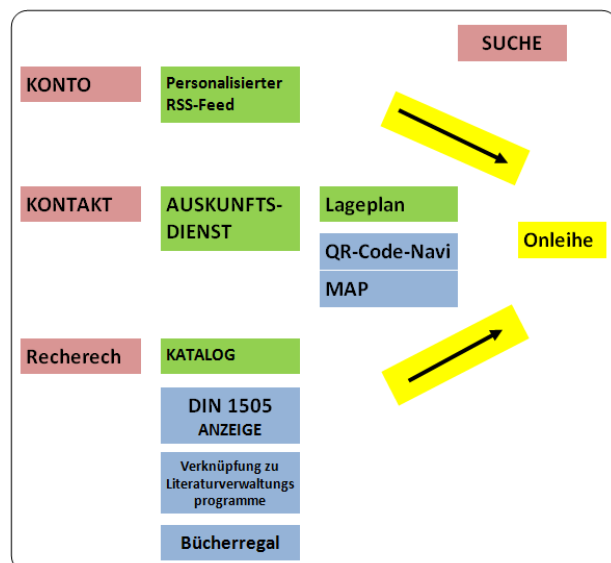 SUCHE
KONTO
Personalisierter
RSS-Feed
KONTAKT
AUSKUNFTS-
DIENST
Lageplan
QR-Code-Navi
MAP
Onleihe
Recherech
KATALOG
DIN 1505
ANZEIGE
Verknüpfung zu
Literaturverwaltungs
programme
Bücherregal